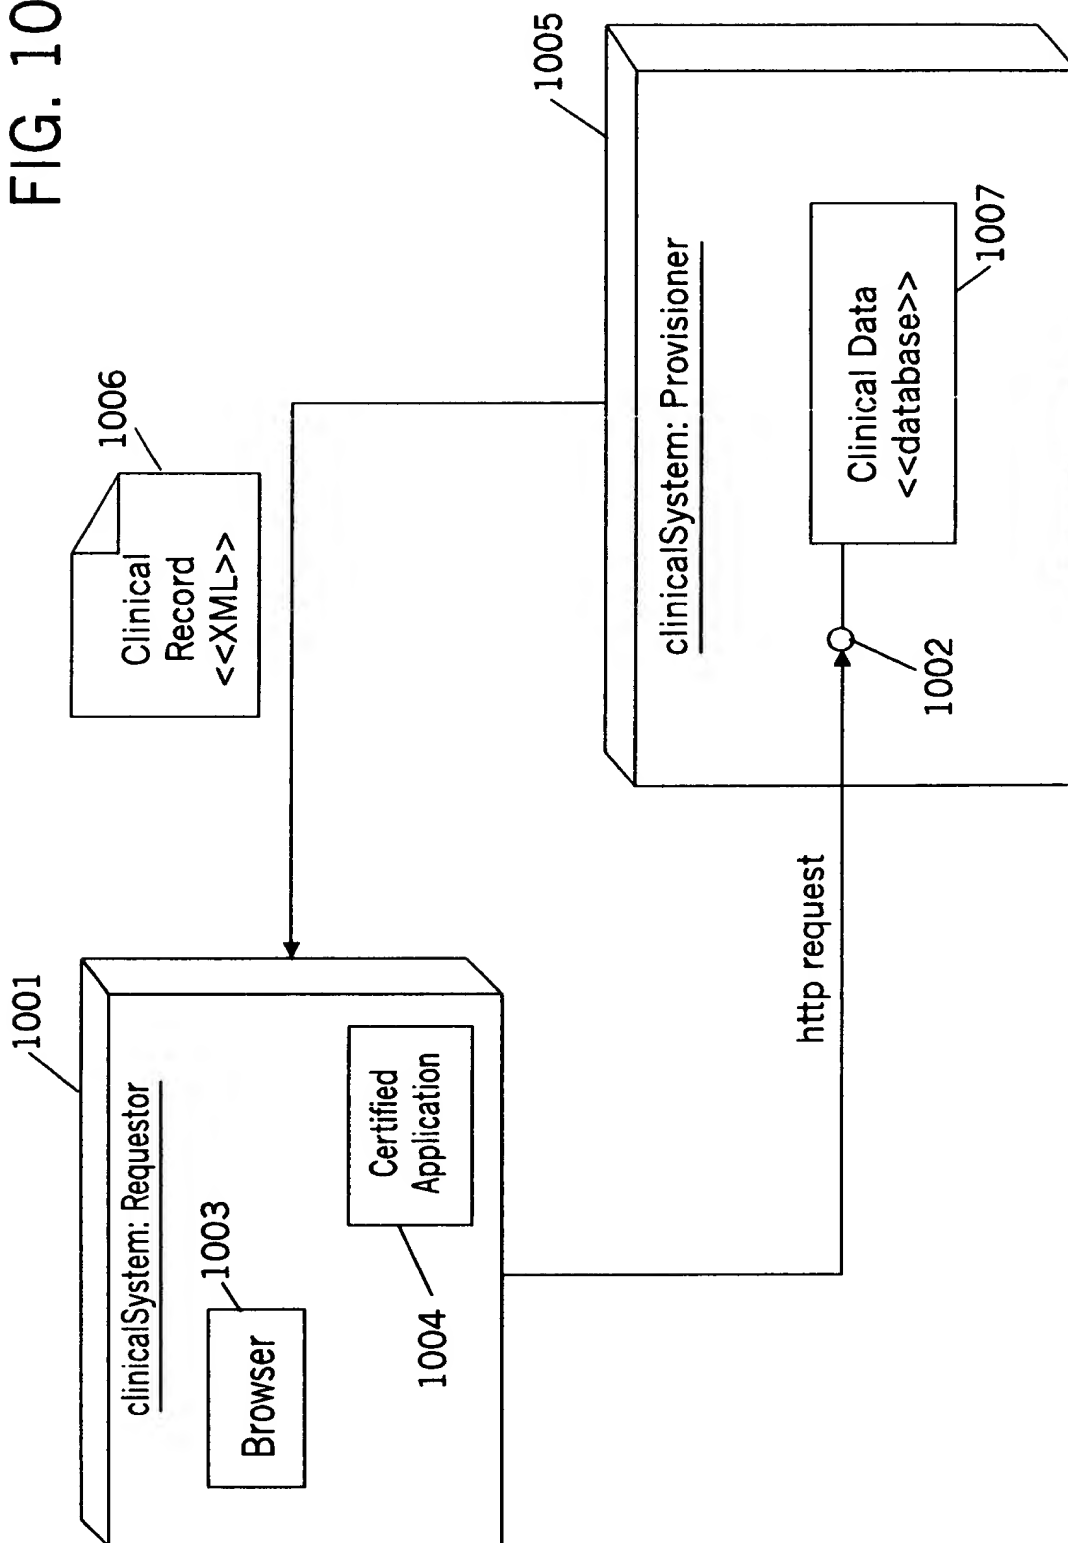 FIG. 10
1001
clinicalSystem: Requestor
Browser
1003
Certified
Application
1004
Clinical
Record
<<XML>>
1006
http request
1005
clinicalSystem: Provisioner
Clinical Data
<<database>>
1007
1002